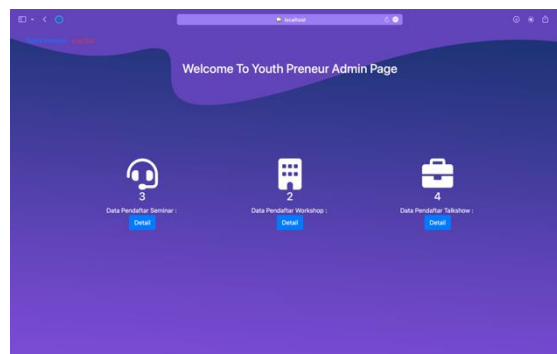 localhost
Welcome To Youth Preneur Admin Page
3
2
4
Data Pendaftar Seminar :
Data Pendaftar Workshop :
Data Pendaftar Talkshow :
Detail
Detail
Detail